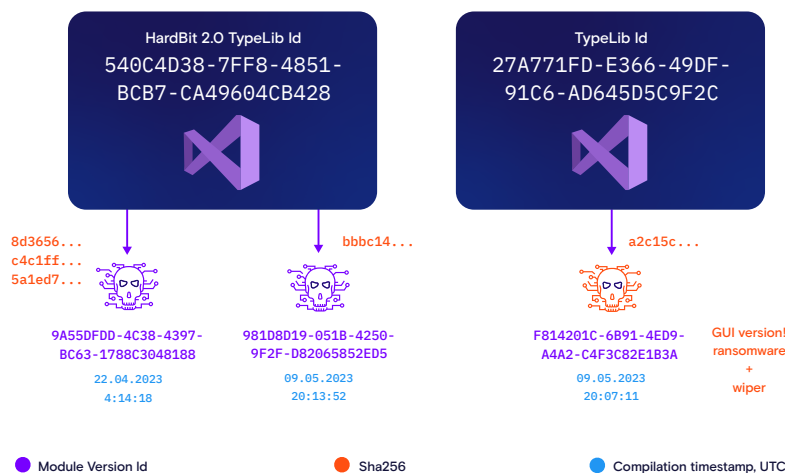 HardBit 2.0 TypeLib Id
540C4D38-7FF8-4851-
BCB7-CA49604CB428
TypeLib Id
27A771FD-E366-49DF-
91C6-AD645D5C9F2C
8d3656...
c4c1ff...
5a1ed7...
bbbc14...
a2c15c...
9A55DFDD-4C38-4397-
BC63-1788C3048188
22.04.2023
4:14:18
981D8D19-051B-4250-
9F2F-D82065852ED5
09.05.2023
20:13:52
F814201C-6B91-4ED9-
A4A2-C4F3C82E1B3A
09.05.2023
20:07:11
GUI version!
ransomware
+
wiper
Module Version Id
Sha256
Compilation timestamp, UTC